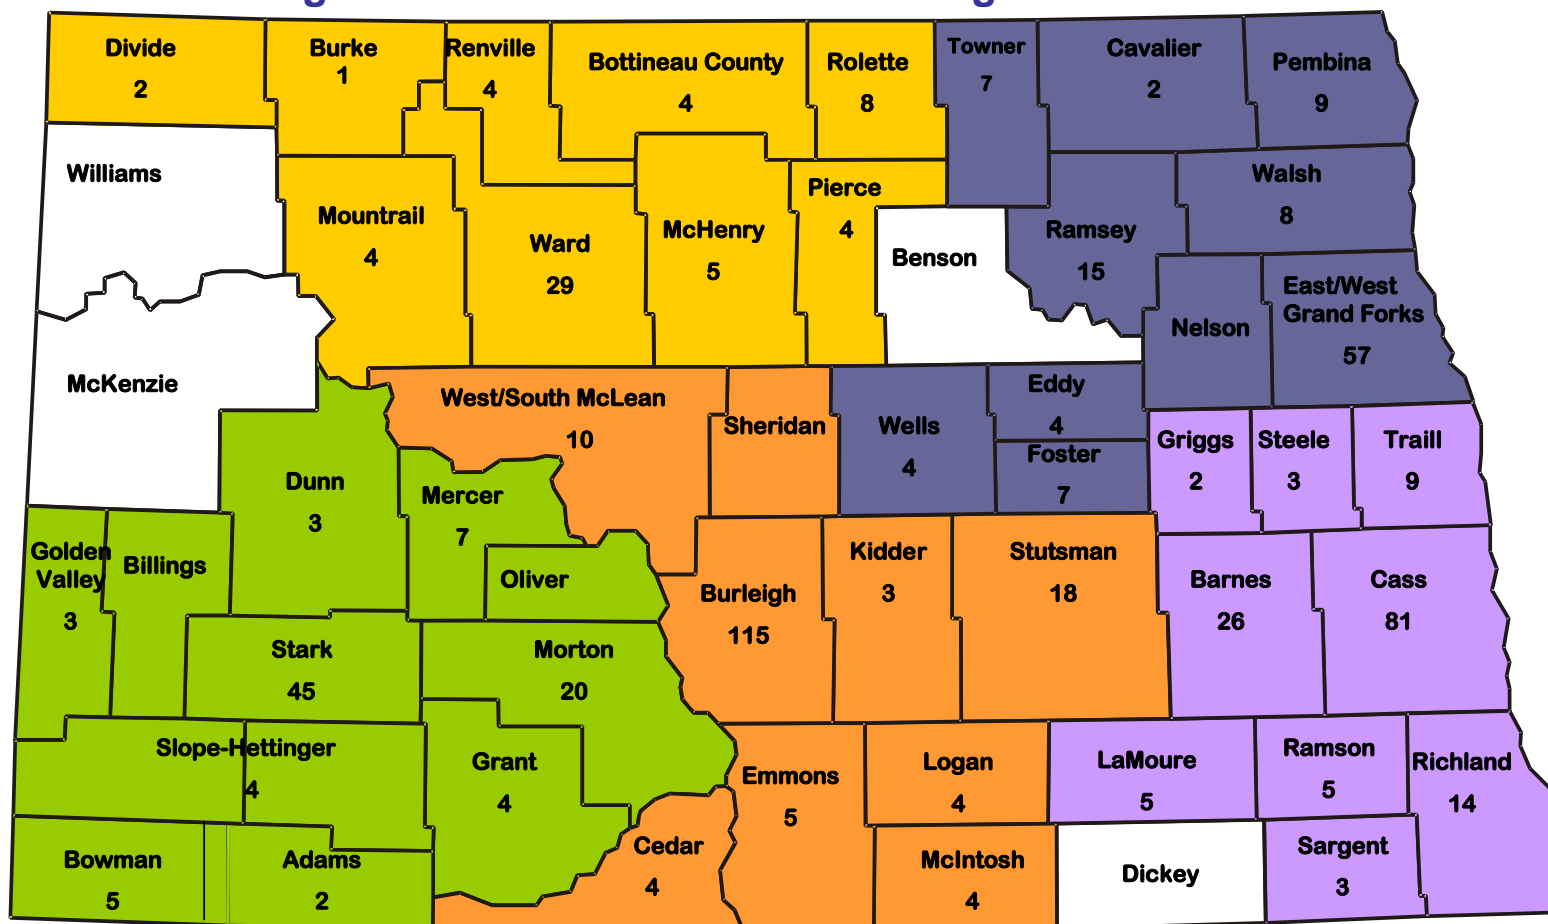 Divide
2
Burke
1
Renville
4
Bottineau County
4
Rolette
8
Towner
7
Cavalier
2
Pembina
9
Williams
Mountrail
4
Ward
29
McHenry
5
Pierce
4
Benson
Ramsey
15
Walsh
8
Nelson
East/West
Grand Forks
57
McKenzie
West/South McLean
10
Sheridan
Wells
4
Eddy
4
Foster
7
Griggs
2
Steele
3
Traill
9
Dunn
3
Mercer
7
Oliver
Golden
Valley
3
Billings
Burleigh
115
Kidder
3
Stutsman
18
Barnes
26
Cass
81
Stark
45
Morton
20
Slope-Hettinger
4
Grant
4
Emmons
5
Logan
4
LaMoure
5
Ramson
5
Richland
14
Bowman
5
Adams
2
Cedar
4
McIntosh
4
Dickey
Sargent
3